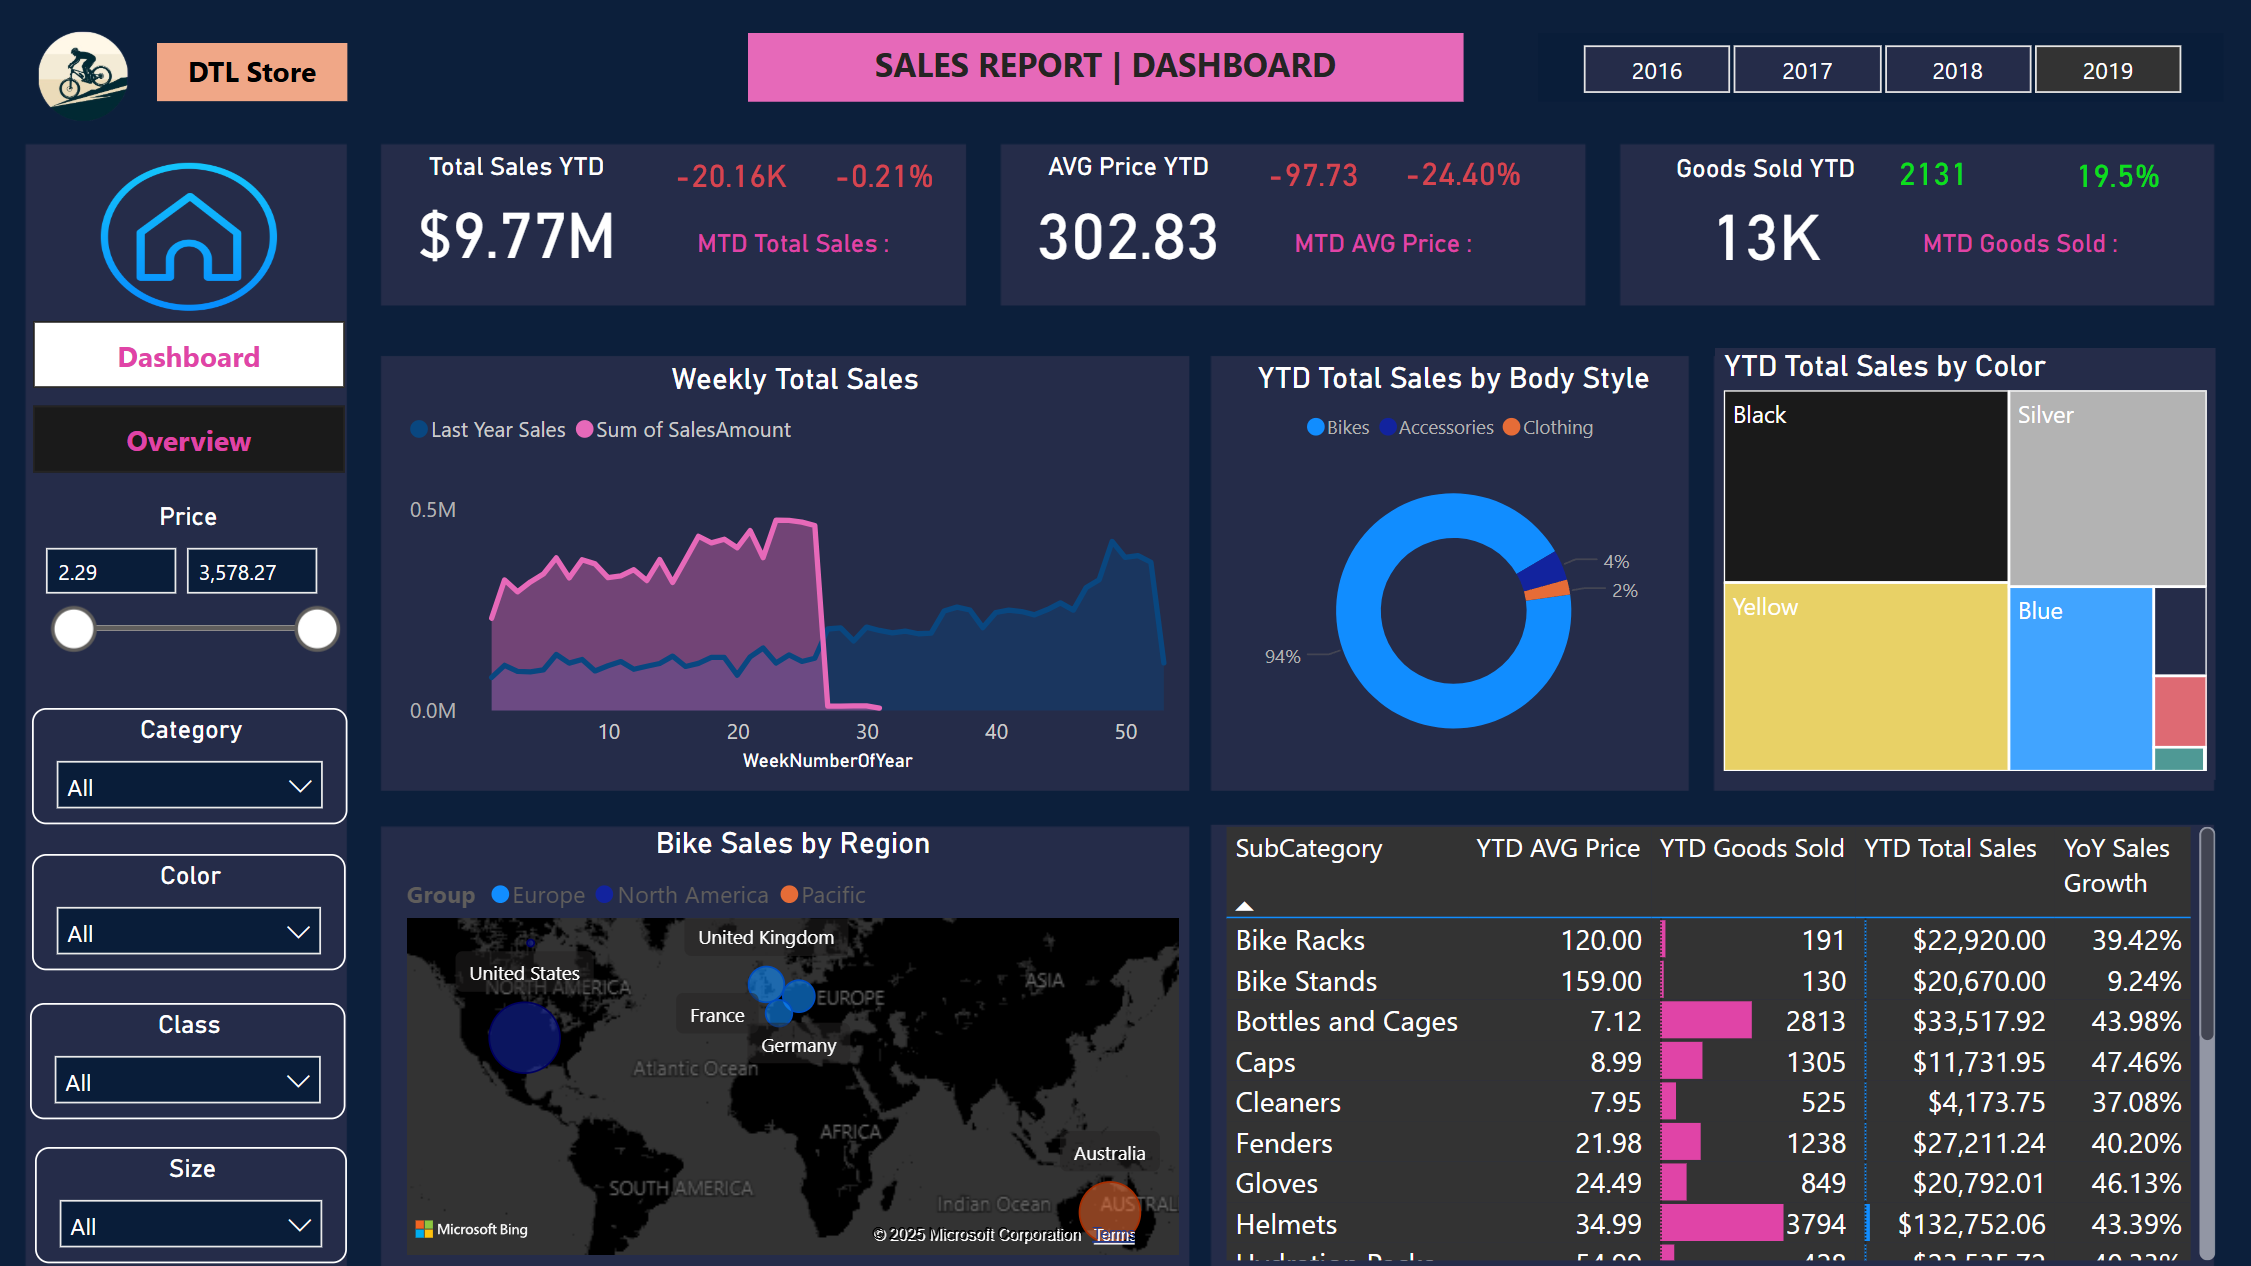 DTL Store
SALES REPORT | DASHBOARD
2016
2017
2018
2019
Dashboard
Overview
Price
2.29
3,578.27
Category
All
Color
All
Class
All
Size
All
Total Sales YTD
-20.16K
-0.21%
$9.77M
MTD Total Sales :
AVG Price YTD
-97.73
-24.40%
302.83
MTD AVG Price :
Goods Sold YTD
2131
19.5%
13K
MTD Goods Sold :
Weekly Total Sales
Last Year Sales Sum of SalesAmount
0.5M
0.0M
10 20 30 40 50
WeekNumberOfYear
YTD Total Sales by Body Style
Bikes Accessories Clothing
4%
2%
94%
YTD Total Sales by Color
Black
Silver
Yellow
Blue
Bike Sales by Region
Group Europe North America Pacific
United Kingdom
United States
NORTH AMERICA
EUROPE
ASIA
France
Germany
Atlantic Ocean
AFRICA
Australia
SOUTH AMERICA
Indian Ocean
AUSTRAL
Microsoft Bing
© 2025 Microsoft Corporation Terms
SubCategory YTD AVG Price YTD Goods Sold YTD Total Sales YoY Sales
Growth
Bike Racks 120.00 191 $22,920.00 39.42%
Bike Stands 159.00 130 $20,670.00 9.24%
Bottles and Cages 7.12 2813 $33,517.92 43.98%
Caps 8.99 1305 $11,731.95 47.46%
Cleaners 7.95 525 $4,173.75 37.08%
Fenders 21.98 1238 $27,211.24 40.20%
Gloves 24.49 849 $20,792.01 46.13%
Helmets 34.99 3794 $132,752.06 43.39%